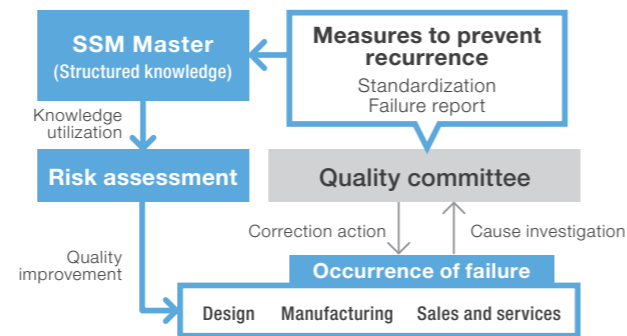 SSM Master
(Structured knowledge)
Measures to prevent
recurrence
Standardization
Failure report
Knowledge
utilization
Risk assessment
Quality committee
Correction action
Cause investigation
Quality
improvement
Occurrence of failure
Design
Manufacturing
Sales and services